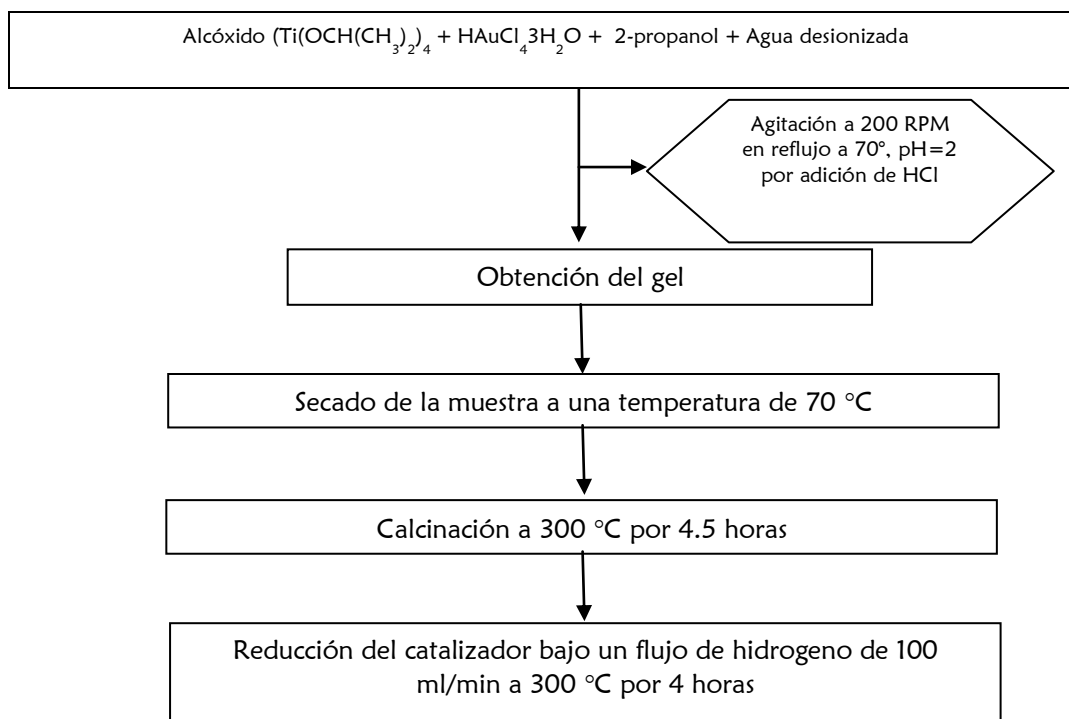 Alcóxido (Ti(OCH(CH₃)₂)₄ + HAuCl₄3H₂O + 2-propanol + Agua desionizada
Agitación a 200 RPM
en reflujo a 70°, pH=2
por adición de HCl
Obtención del gel
Secado de la muestra a una temperatura de 70 °C
Calcinación a 300 °C por 4.5 horas
Reducción del catalizador bajo un flujo de hidrogeno de 100
ml/min a 300 °C por 4 horas